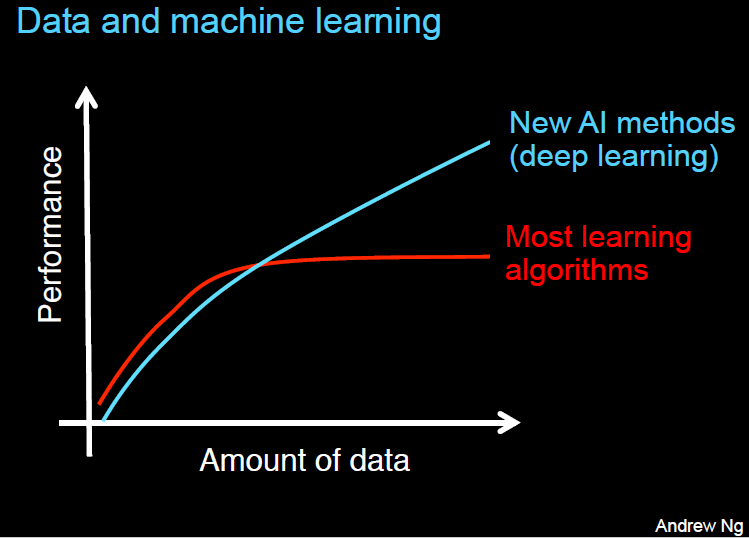 Data and machine learning
New AI methods
(deep learning)
Most learning
algorithms
Performance
Amount of data
Andrew Ng